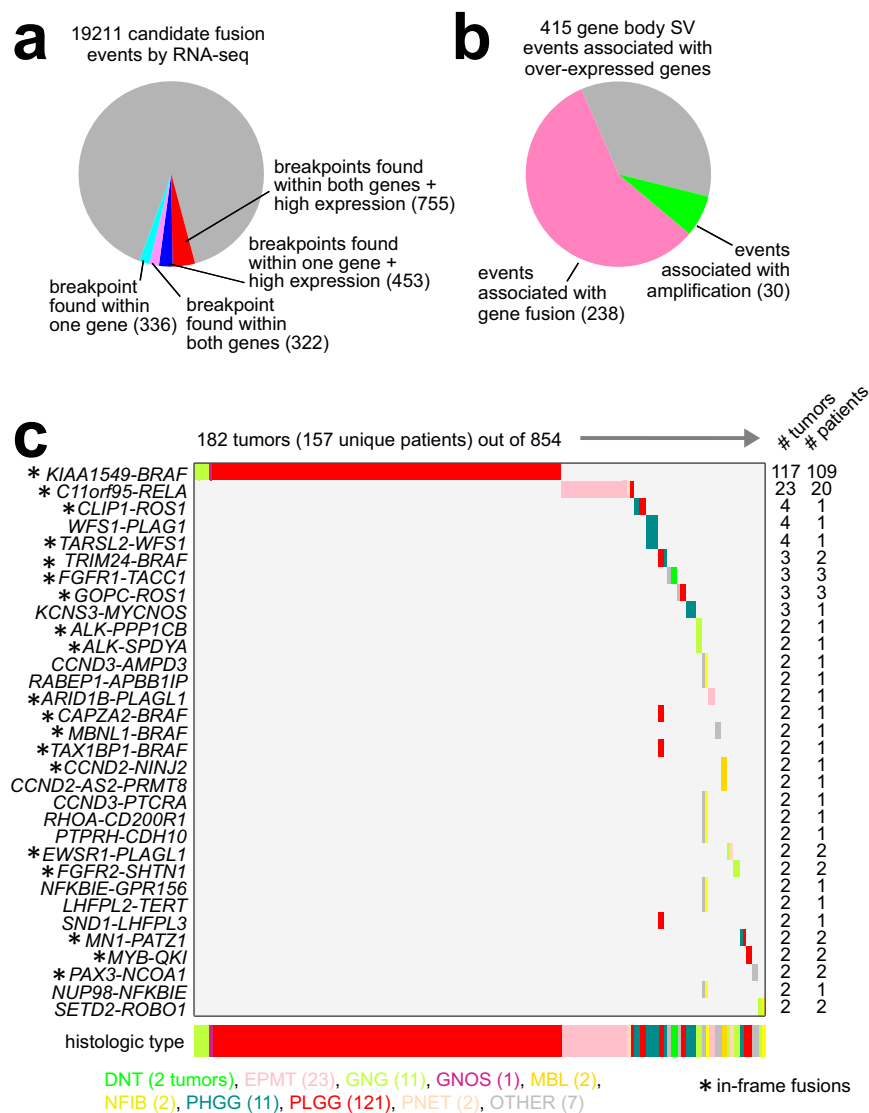 a
19211 candidate fusion
events by RNA-seq
breakpoints found
within both genes +
high expression (755)
breakpoints found
within one gene +
high expression (453)
breakpoint
found within
one gene (336)
breakpoint
found within
both genes (322)
b
415 gene body SV
events associated with
over-expressed genes
events
associated with
amplification (30)
events
associated with
gene fusion (238)
c
182 tumors (157 unique patients) out of 854
# tumors
# patients
* KIAA1549-BRAF 117 109
* C11orf95-RELA 23 20
* CLIP1-ROS1 4 1
WFS1-PLAG1 4 1
* TARSL2-WFS1 4 1
* TRIM24-BRAF 3 2
* FGFR1-TACC1 3 3
* GOPC-ROS1 3 3
KCNS3-MYCNOS 3 1
* ALK-PPP1CB 2 1
* ALK-SPDYA 2 1
CCND3-AMPD3 2 1
RABEP1-APBB1IP 2 1
* ARID1B-PLAGL1 2 1
* CAPZA2-BRAF 2 1
* MBNL1-BRAF 2 1
* TAX1BP1-BRAF 2 1
* CCND2-NINJ2 2 1
CCND2-AS2-PRMT8 2 1
CCND3-PTCRA 2 1
RHOA-CD200R1 2 1
PTPRH-CDH10 2 1
* EWSR1-PLAGL1 2 2
* FGFR2-SHTN1 2 2
NFKBIE-GPR156 2 1
LHFPL2-TERT 2 1
SND1-LHFPL3 2 1
* MN1-PATZ1 2 2
* MYB-QKI 2 2
* PAX3-NCOA1 2 2
NUP98-NFKBIE 2 1
SETD2-ROBO1 2 2
histologic type
DNT (2 tumors), EPMT (23), GNG (11), GNOS (1), MBL (2),
NFIB (2), PHGG (11), PLGG (121), PNET (2), OTHER (7)
* in-frame fusions